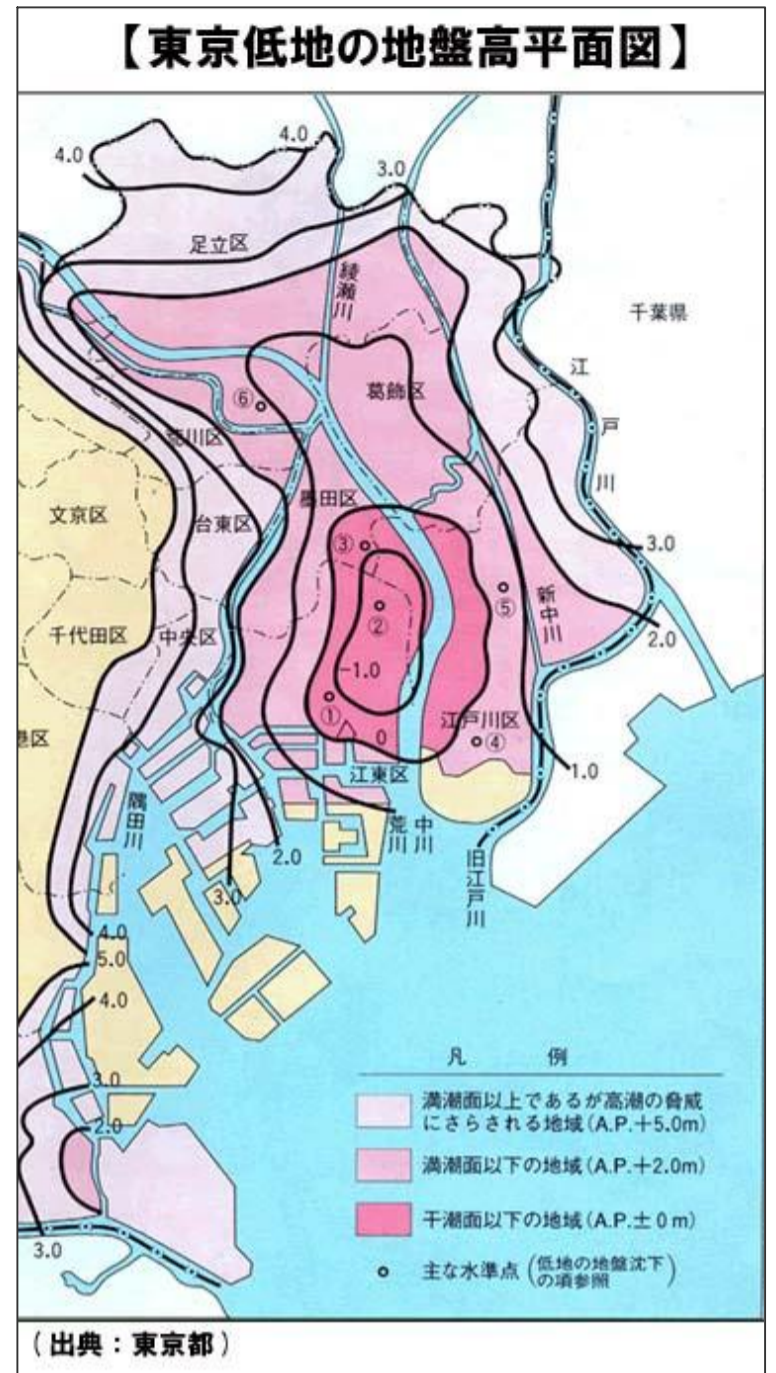 【東京低地の地盤高平面図】
4.0
4.0
3.0
足立区
綾瀬川
千葉県
江戸川
葛飾区
⑥
荒川区
墨田区
文京区
台東区
③
3.0
⑤
新中川
②
千代田区
中央区
2.0
-1.0
①
港区
0
江戸川区
④
江東区
1.0
隅田川
荒川
中川
2.0
旧江戸川
3.0
4.0
5.0
4.0
3.0
2.0
3.0
凡 例
満潮面以上であるが高潮の脅威
にさらされる地域(A.P.+5.0m)
満潮面以下の地域(A.P.+2.0m)
干潮面以下の地域(A.P.±0m)
主な水準点(低地の地盤沈下
の項参照)
(出典:東京都)